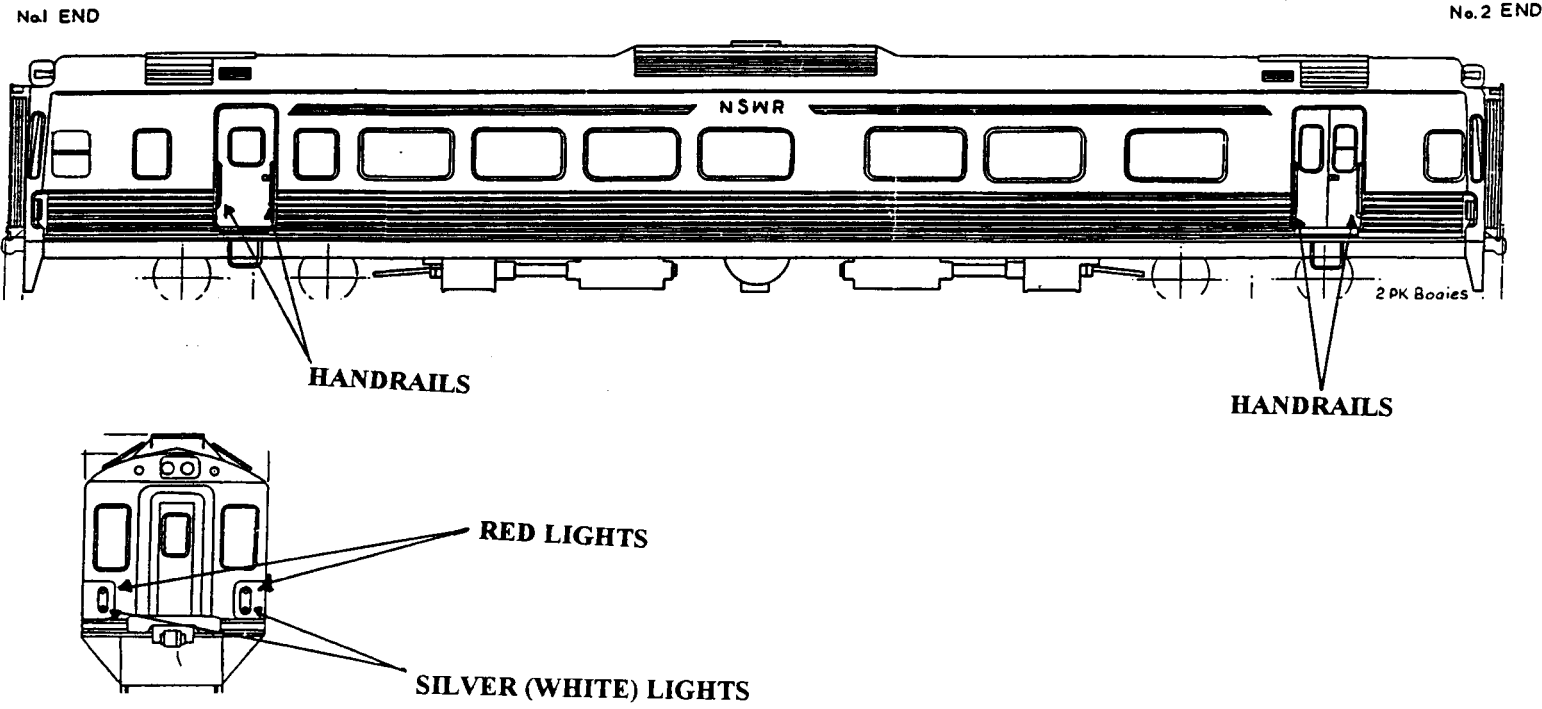 No.1 END
No. 2 END
NSWR
2 PK Bogies
HANDRAILS
HANDRAILS
RED LIGHTS
SILVER (WHITE) LIGHTS